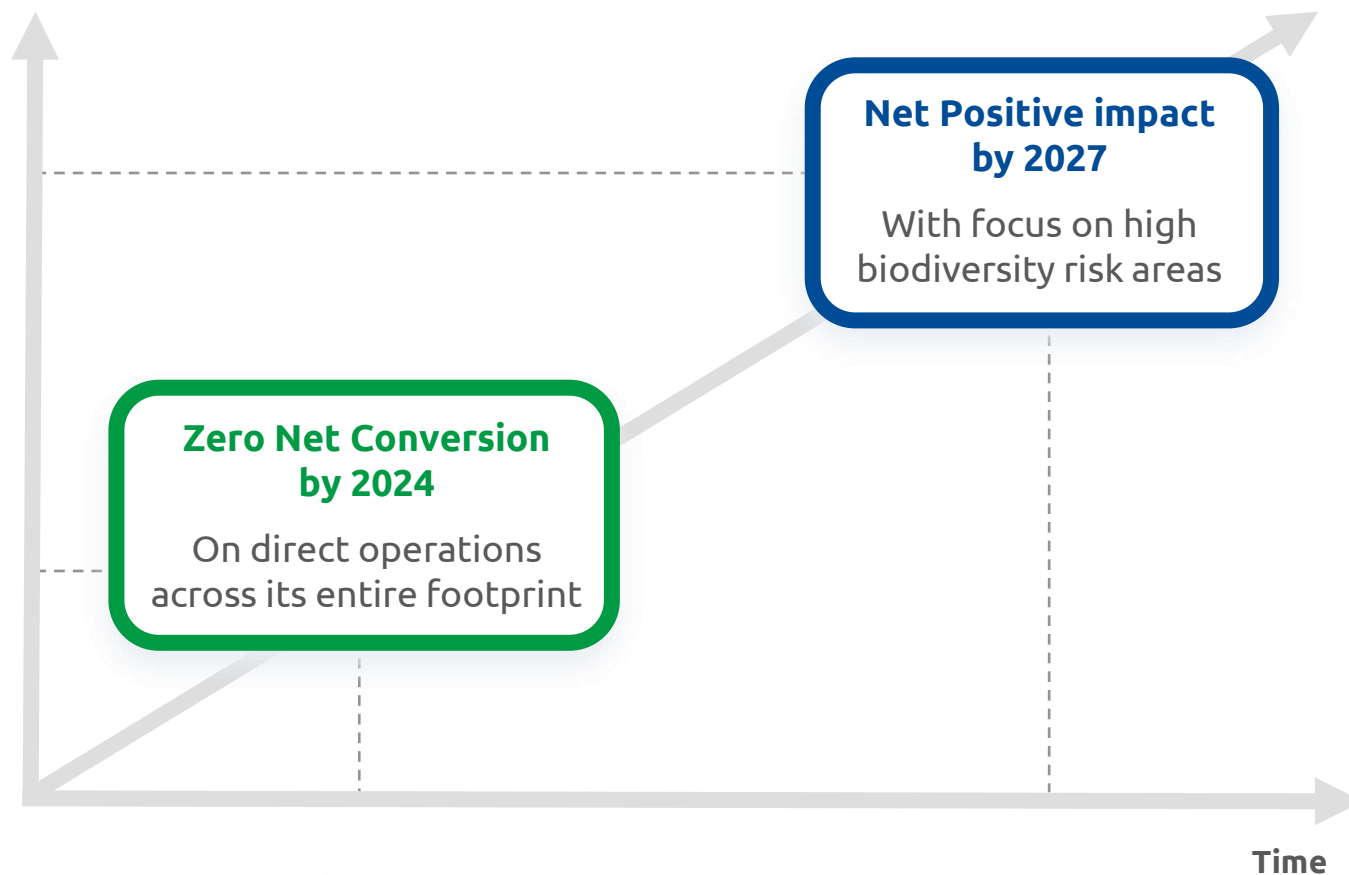 Net Positive impact
by 2027
With focus on high
biodiversity risk areas
Zero Net Conversion
by 2024
On direct operations
across its entire footprint
Time